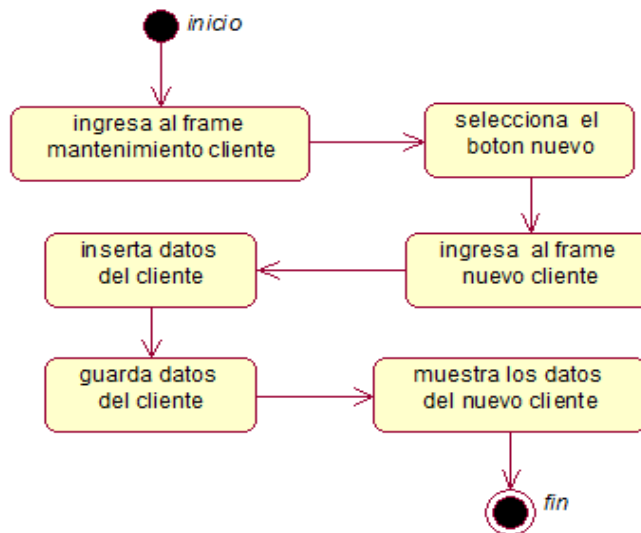 inicio
ingresa al frame
mantenimiento cliente
selecciona el
boton nuevo
ingresa al frame
nuevo cliente
inserta datos
del cliente
guarda datos
del cliente
muestra los datos
del nuevo cliente
fin